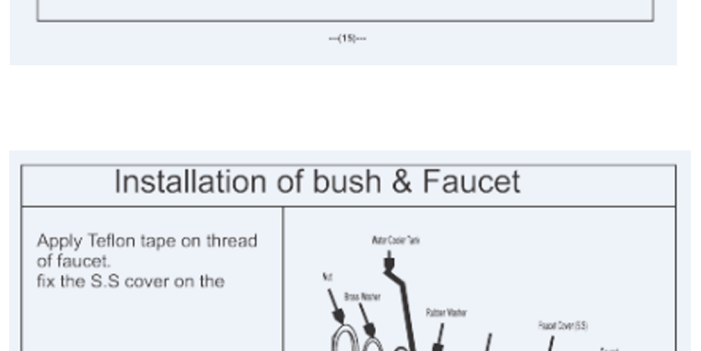 ---(15)---
Installation of bush & Faucet
Apply Teflon tape on thread
of faucet.
fix the S.S cover on the
Water Cooler Tank
Nut
Brass Washer
Rubber Washer
Faucet Cover (S.S)